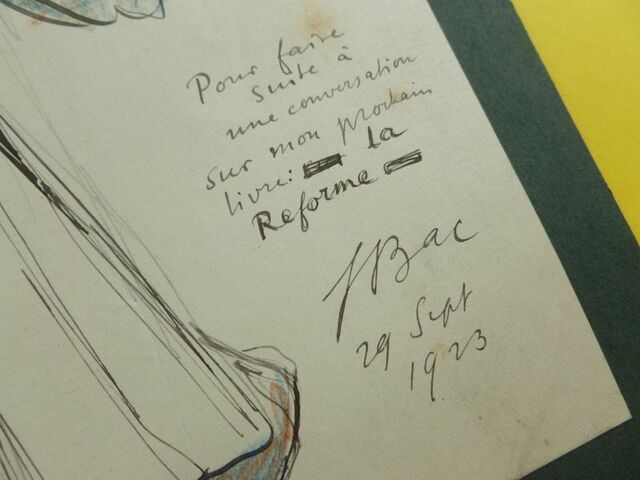 Pour faire
suite à
une conversation
sur mon prochain
livre: la
Reforme
F Bac
29 Sept
1923